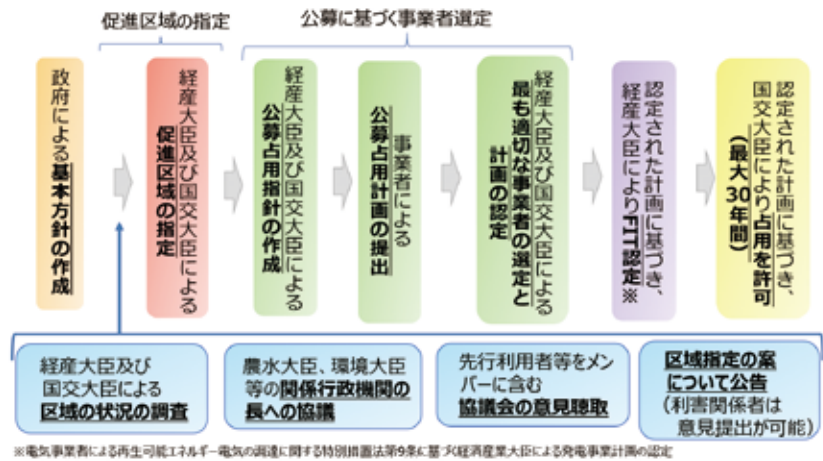 促進区域の指定
公募に基づく事業者選定
政府による基本方針の作成
経産大臣及び国交大臣による
促進区域の指定
経産大臣及び国交大臣による
公募占用指針の作成
事業者による
公募占用計画の提出
経産大臣及び国交大臣による
最も適切な事業者の選定と
計画の認定
認定された計画に基づき、
経産大臣によりFIT認定※
認定された計画に基づき、
国交大臣により占用を許可
(最大30年間)
経産大臣及び
国交大臣による
区域の状況の調査
農水大臣、環境大臣
等の関係行政機関の
長への協議
先行利用者等をメン
バーに含む
協議会の意見聴取
区域指定の案
について公告
(利害関係者は
意見提出が可能)
※電気事業者による再生可能エネルギー電気の調達に関する特別措置法第9条に基づく経済産業大臣による発電事業計画の認定